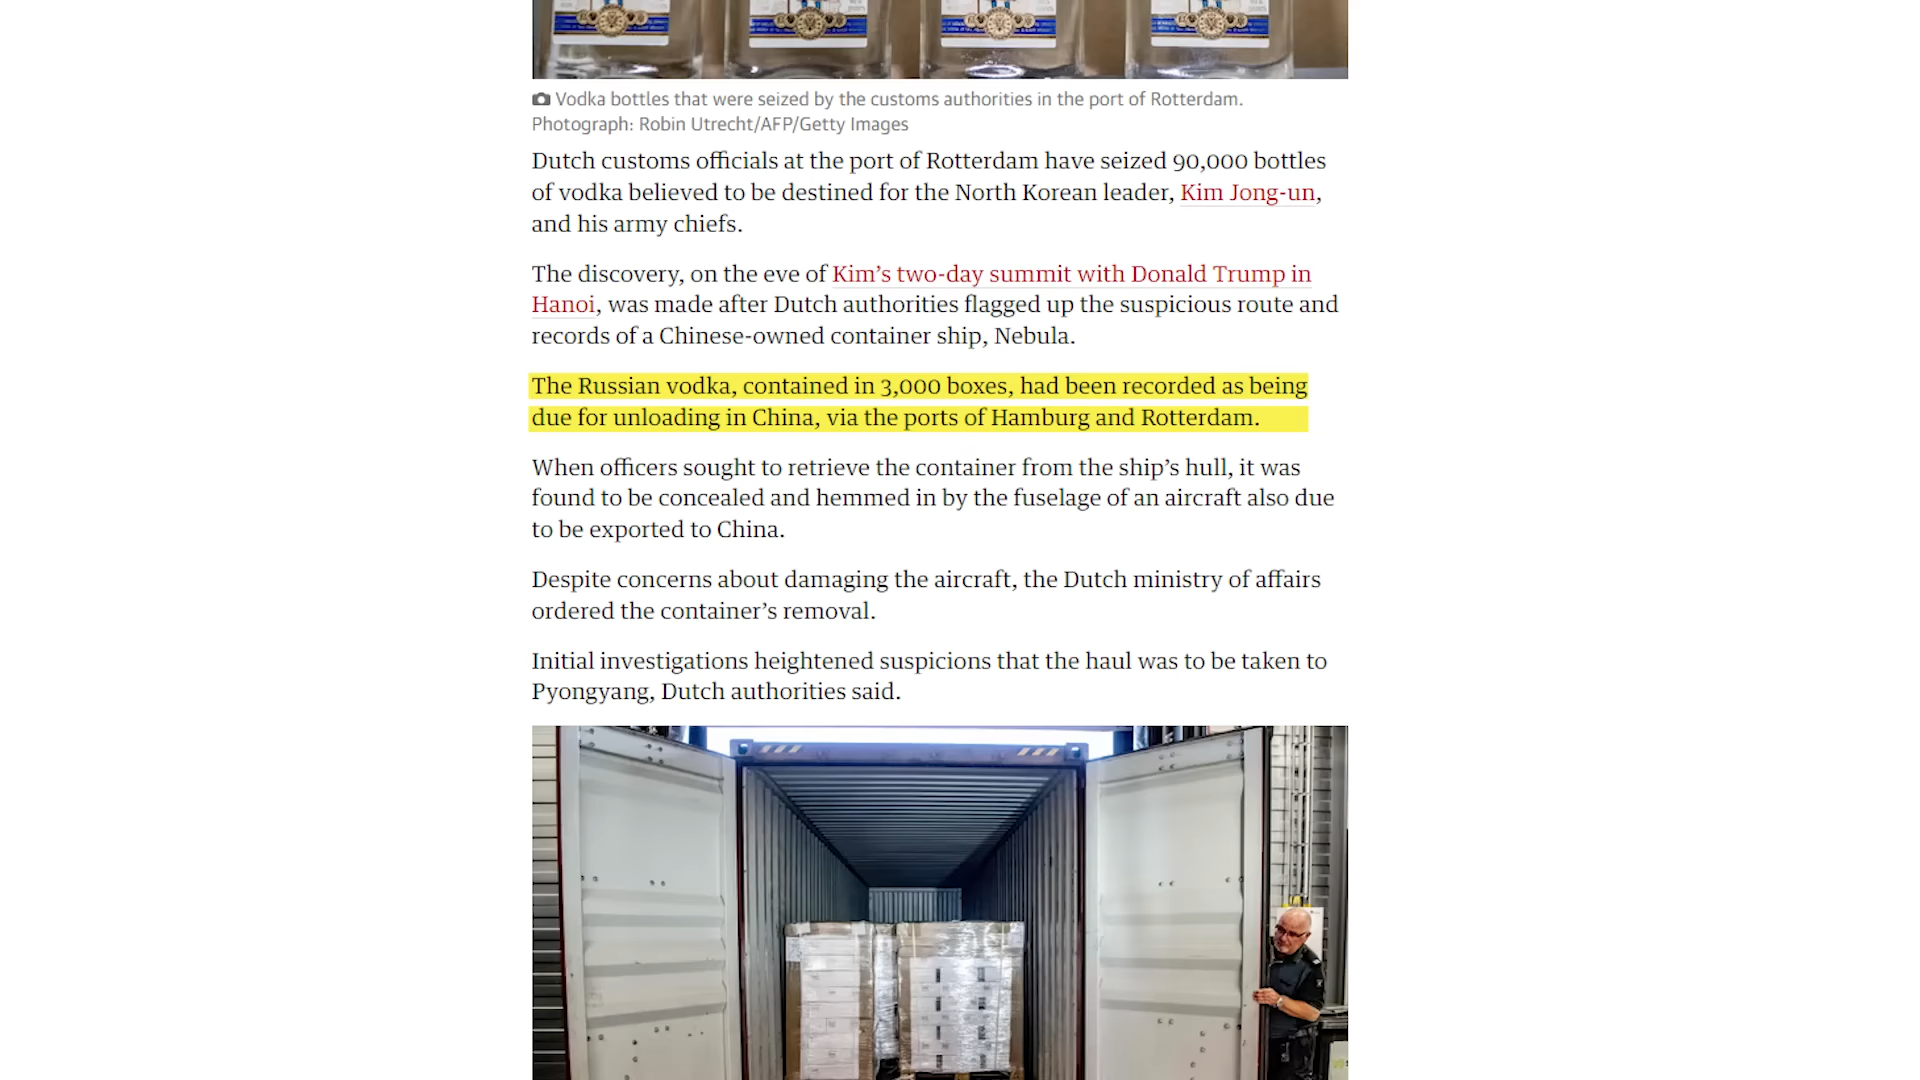 Vodka bottles that were seized by the customs authorities in the port of Rotterdam.
Photograph: Robin Utrecht/AFP/Getty Images
Dutch customs officials at the port of Rotterdam have seized 90,000 bottles
of vodka believed to be destined for the North Korean leader, Kim Jong-un,
and his army chiefs.
The discovery, on the eve of Kim’s two-day summit with Donald Trump in
Hanoi, was made after Dutch authorities flagged up the suspicious route and
records of a Chinese-owned container ship, Nebula.
The Russian vodka, contained in 3,000 boxes, had been recorded as being
due for unloading in China, via the ports of Hamburg and Rotterdam.
When officers sought to retrieve the container from the ship’s hull, it was
found to be concealed and hemmed in by the fuselage of an aircraft also due
to be exported to China.
Despite concerns about damaging the aircraft, the Dutch ministry of affairs
ordered the container’s removal.
Initial investigations heightened suspicions that the haul was to be taken to
Pyongyang, Dutch authorities said.